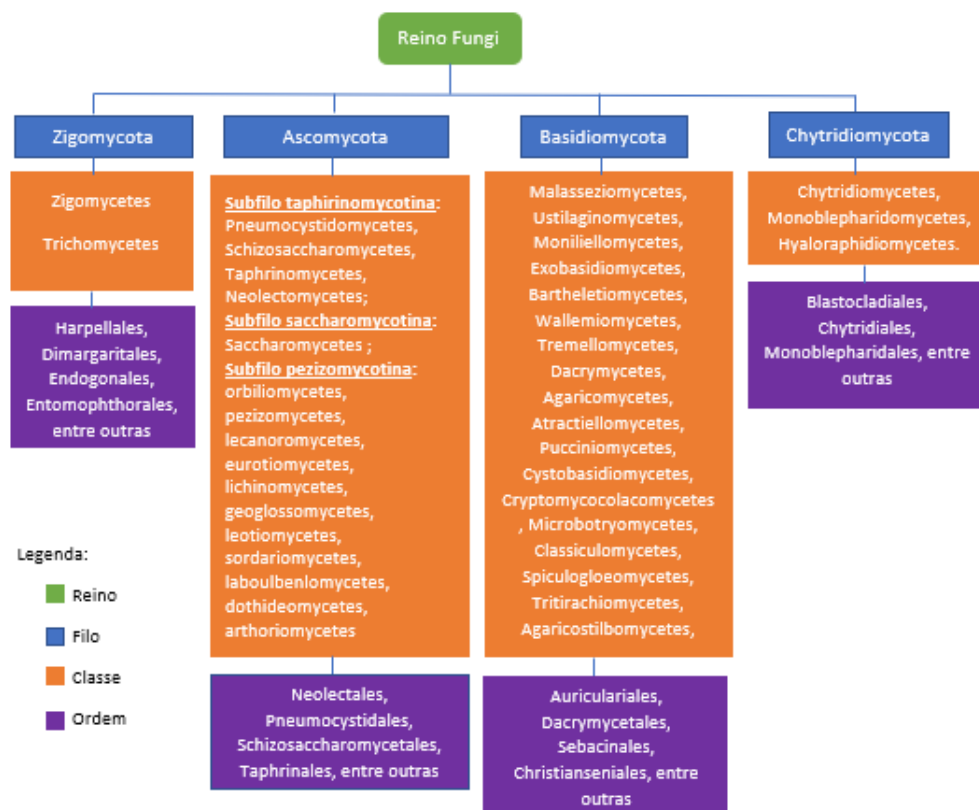 Reino Fungi
Zigomycota
Zigomycetes
Trichomycetes
Harpellales,
Dimargaritales,
Endogonales,
Entomophthorales,
entre outras
Ascomycota
Subfilo taphirinomycotina:
Pneumocystidomycetes,
Schizosaccharomycetes,
Taphrinomycetes,
Neolectomycetes;
Subfilo saccharomycotina:
Saccharomycetes ;
Subfilo pezizomycotina:
orbiliomycetes,
pezizomycetes,
lecanoromycetes,
eurotiomycetes,
lichinomycetes,
geoglossomycetes,
leotiomycetes,
sordariomycetes,
laboulbenlomycetes,
dothideomycetes,
arthoriomycetes
Neolectales,
Pneumocystidales,
Schizosaccharomycetales,
Taphrinales, entre outras
Basidiomycota
Malasseziomycetes,
Ustilaginomycetes,
Moniliellomycetes,
Exobasidiomycetes,
Bartheletiomycetes,
Wallemiomycetes,
Tremellomycetes,
Dacrymycetes,
Agaricomycetes,
Atractiellomycetes,
Pucciniomycetes,
Cystobasidiomycetes,
Cryptomycocolacomycetes
, Microbotryomycetes,
Classiculomycetes,
Spiculogloeomycetes,
Tritirachiomycetes,
Agaricostilbomycetes,
Auriculariales,
Dacrymycetales,
Sebacinales,
Christianseniales, entre
outras
Chytridiomycota
Chytridiomycetes,
Monoblepharidomycetes,
Hyaloraphidiomycetes.
Blastocladiales,
Chytridiales,
Monoblepharidales, entre
outras
Legenda:
Reino
Filo
Classe
Ordem